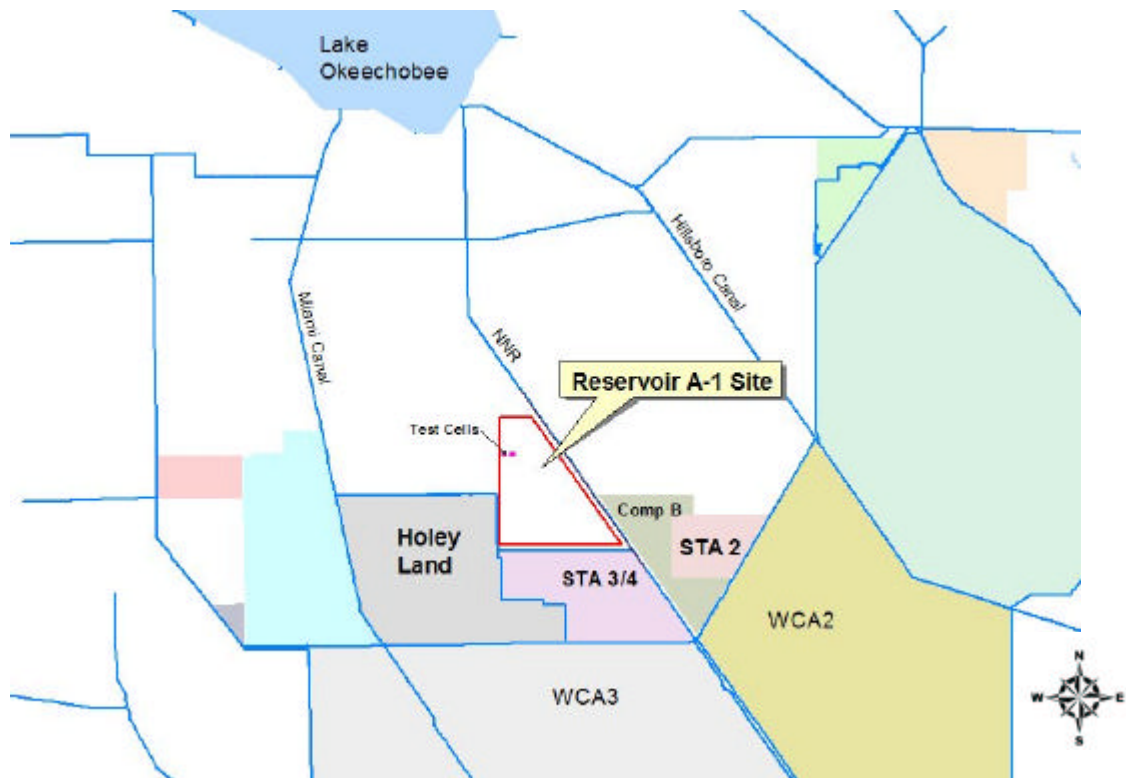 Lake
Okeechobee
Hillsboro Canal
Miami Canal
NNR
Reservoir A-1 Site
Test Cells
Comp B
Holey
Land
STA 2
STA 3/4
WCA2
WCA3
N
W
E
S